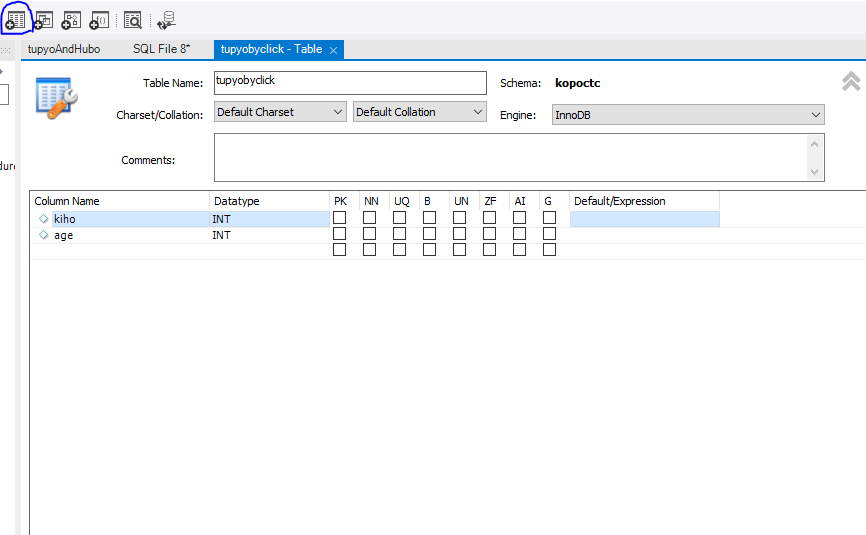 tupyoAndHubo SQL File 8* tupyobyclick - Table
Table Name: tupyobyclick Schema: kopoctc
Charset/Collation: Default Charset Default Collation Engine: InnoDB
Comments:
Column Name Datatype PK NN UQ B UN ZF AI G Default/Expression
kiho INT
age INT